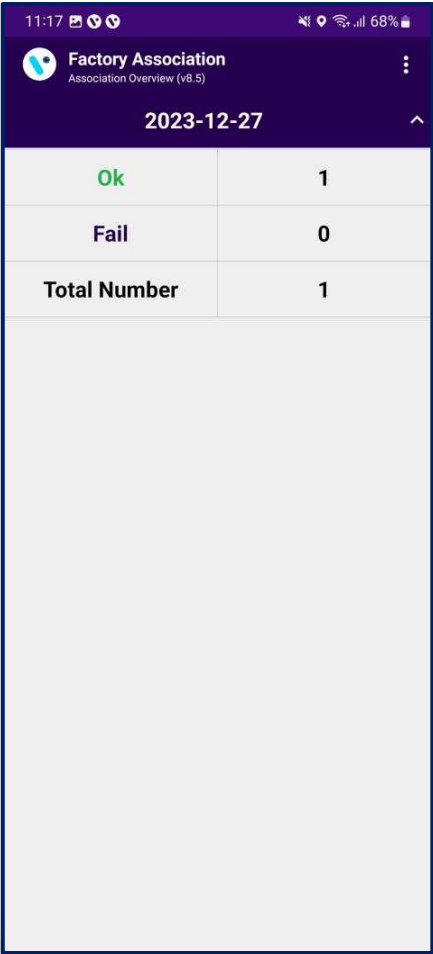 11:17 68%
Factory Association
Association Overview (v8.5)
2023-12-27
Ok 1
Fail 0
Total Number 1